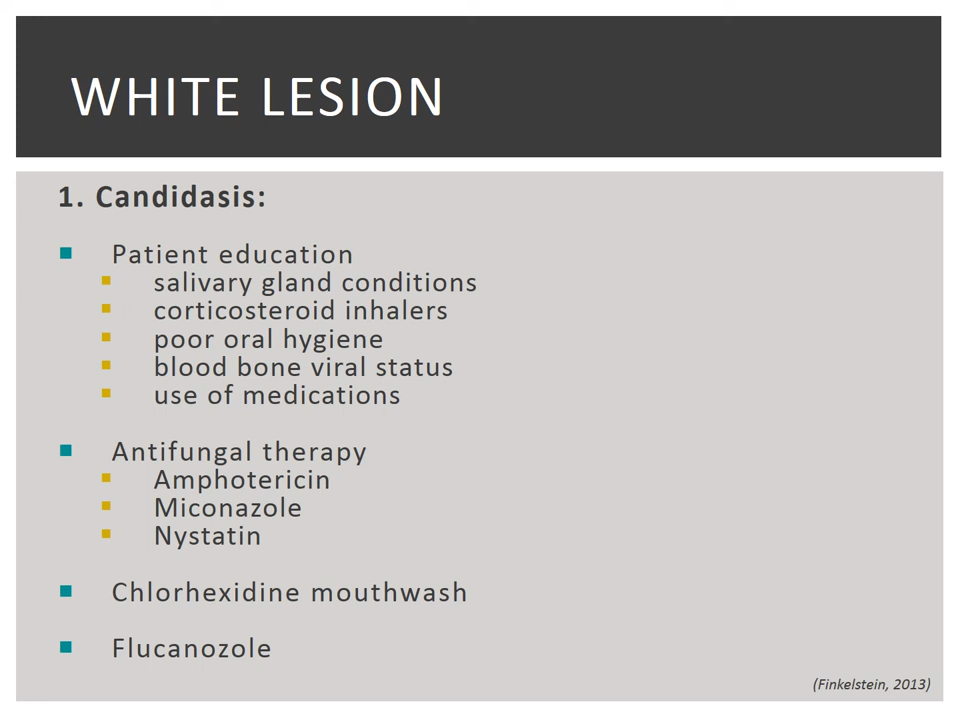 WHITE LESION
1. Candidasis:
Patient education
salivary gland conditions
corticosteroid inhalers
poor oral hygiene
blood bone viral status
use of medications
Antifungal therapy
Amphotericin
Miconazole
Nystatin
Chlorhexidine mouthwash
Flucanozole
(Finkelstein, 2013)